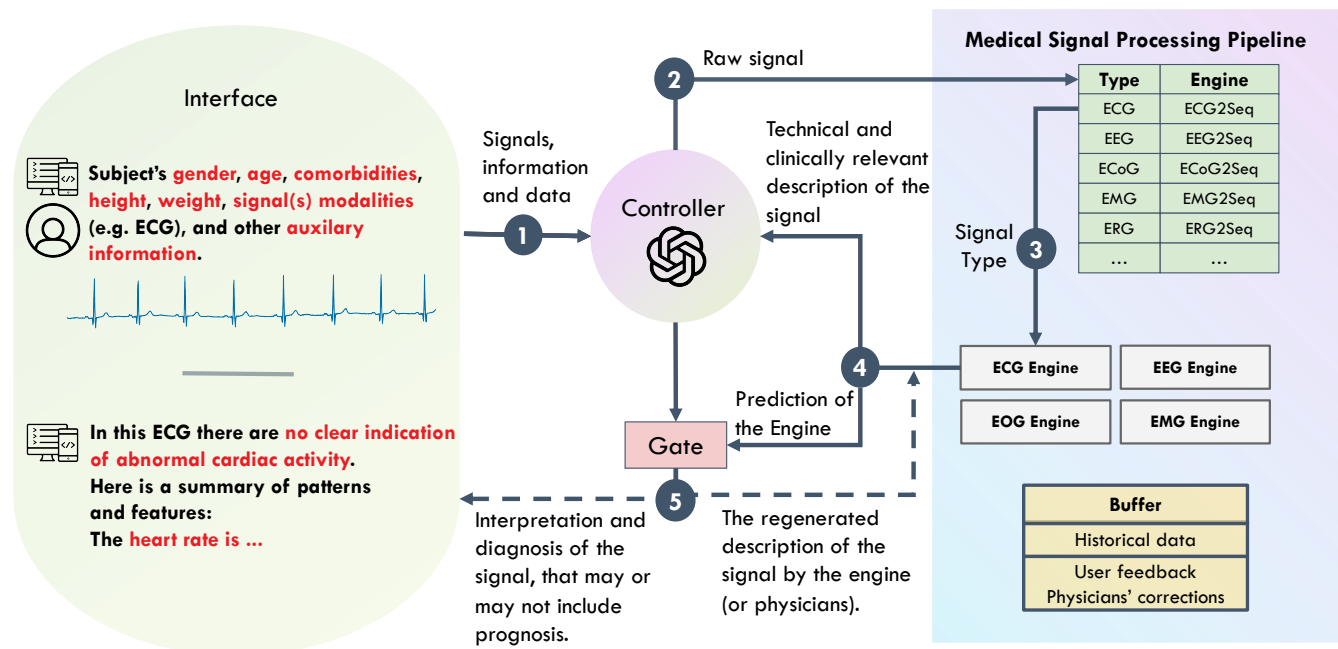 Interface
Subject's gender, age, comorbidities,
height, weight, signal(s) modalities
(e.g. ECG), and other auxilary
information.
In this ECG there are no clear indication
of abnormal cardiac activity.
Here is a summary of patterns
and features:
The heart rate is ...
Signals,
information
and data
1
Controller
2
Raw signal
Technical and
clinically relevant
description of the
signal
Medical Signal Processing Pipeline
Type Engine
ECG ECG2Seq
EEG EEG2Seq
ECoG ECoG2Seq
EMG EMG2Seq
ERG ERG2Seq
... ...
Signal
Type
3
ECG Engine
EEG Engine
EOG Engine
EMG Engine
4
Prediction of
the Engine
Gate
5
Interpretation and
diagnosis of the
signal, that may or
may not include
prognosis.
The regenerated
description of the
signal by the engine
(or physicians).
Buffer
Historical data
User feedback
Physicians' corrections